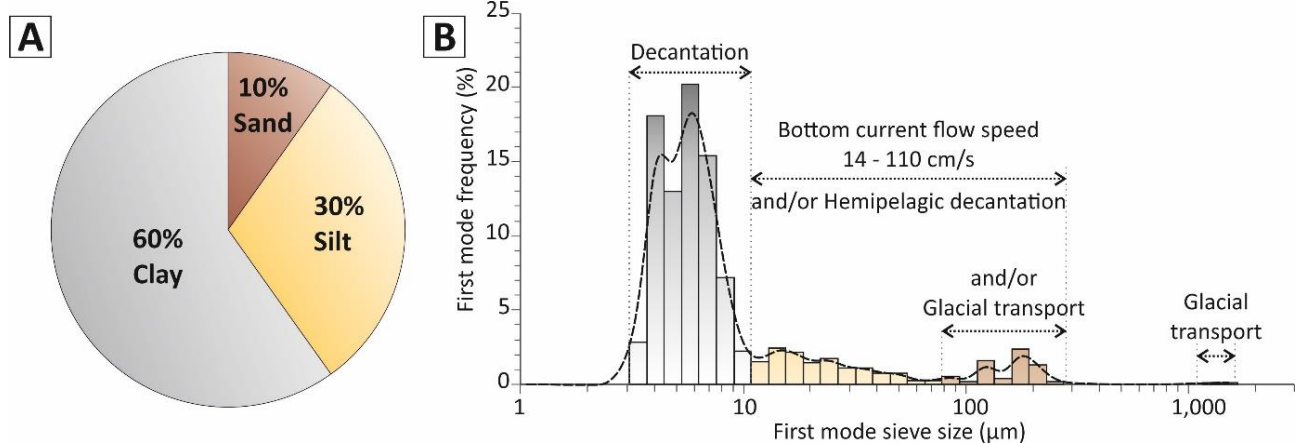 A
10%
Sand
30%
Silt
60%
Clay
B
First mode frequency (%)
25
20
15
10
5
0
Decantation
Bottom current flow speed
14 - 110 cm/s
and/or Hemipelagic decantation
and/or
Glacial transport
Glacial
transport
1
10
100
1,000
First mode sieve size (μm)